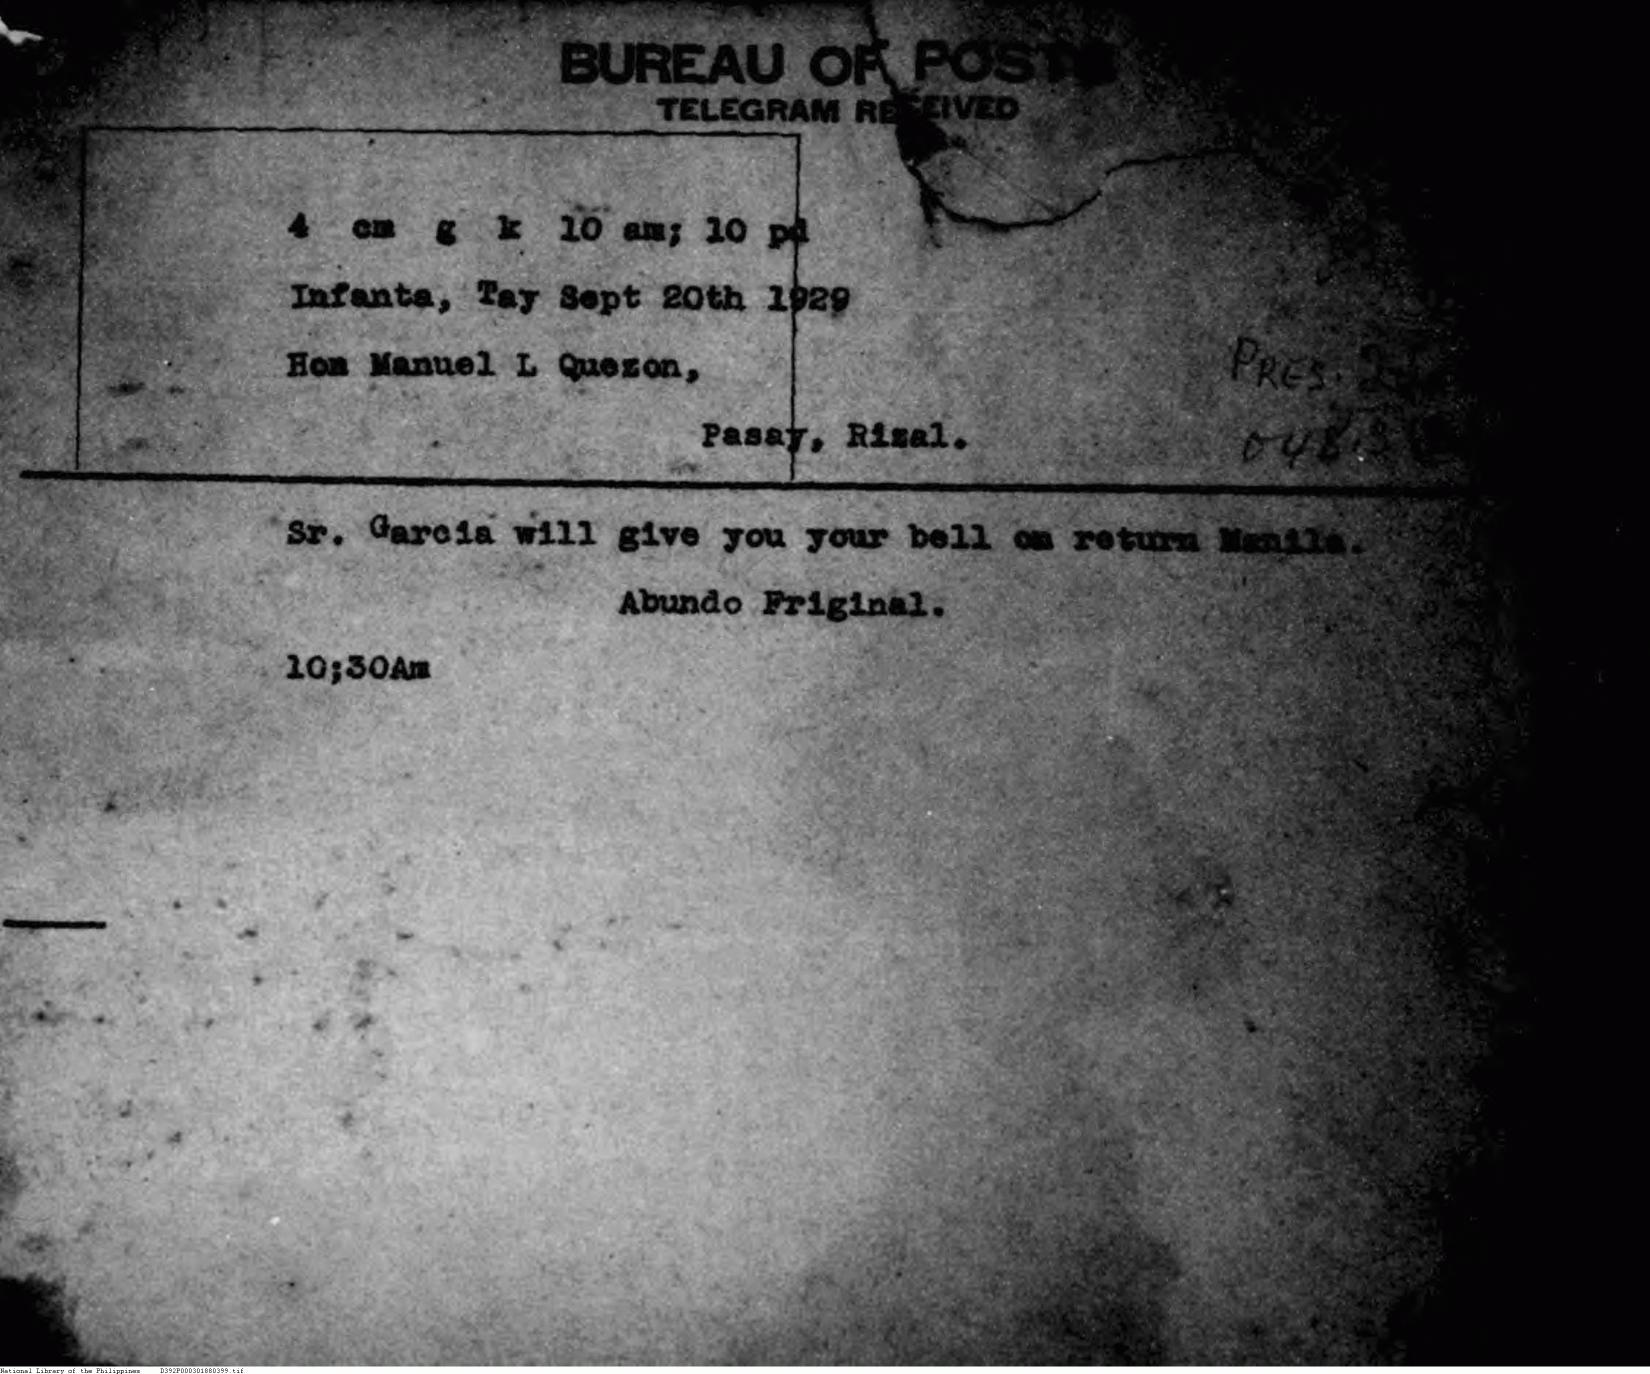 BUREAU OF POSTS
TELEGRAM RECEIVED
4 cm g k 10 am; 10 pd
Infanta, Tay Sept 20th 1929
Hon Manuel L Quezon,
Pasay, Rizal.
PRES.
Sr. Garcia will give you your bell on return Manila.
Abundo Friginal.
10;30Am
National Library of the Philippines D392P000301880399.tif